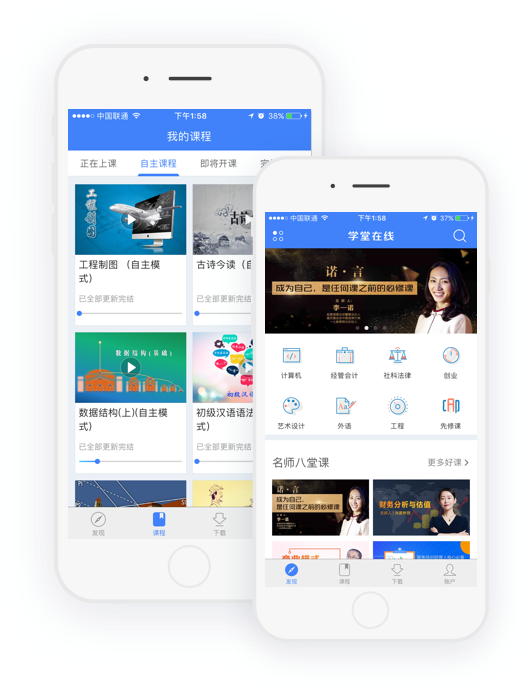 中国联通
下午1:58
38%
我的课程
正在上课
自主课程
即将开课
工程制图
工程制图 （自主模
式）
已全部更新完结
古诗今读（自
数据结构(基础)
数据结构(上)(自主模
式）
已全部更新完结
初级汉语语法
式）
已全部更新完结
发现
课程
下载
中国联通
下午1:58
37%
学堂在线
诺·言
成为自己，是任何课之前的必修课
李一诺
计算机
经管会计
社科法律
创业
艺术设计
外语
工程
先修课
名师八堂课
更多好课
诺·言
成为自己，
是任何课之前的必修课
李一诺
财务分析与估值
商业模式
发现
课程
下载
账户